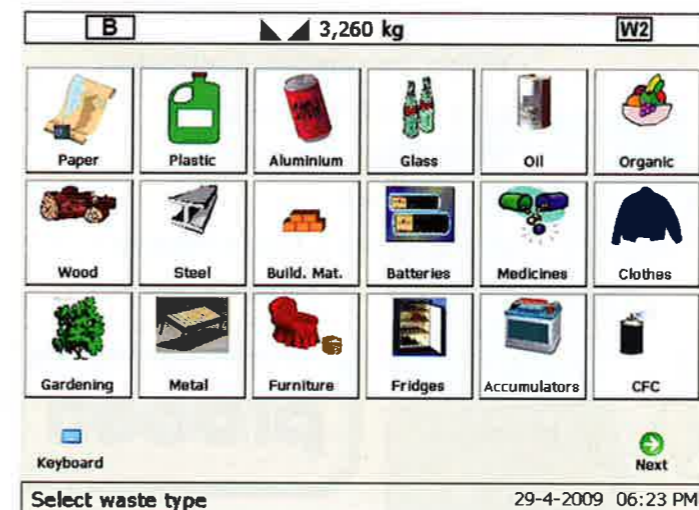 B 3,260 kg W2
Paper Plastic Aluminium Glass Oil Organic
Wood Steel Build. Mat. Batteries Medicines Clothes
Gardening Metal Furniture Fridges Accumulators CFC
Keyboard Next
Select waste type 29-4-2009 06:23 PM